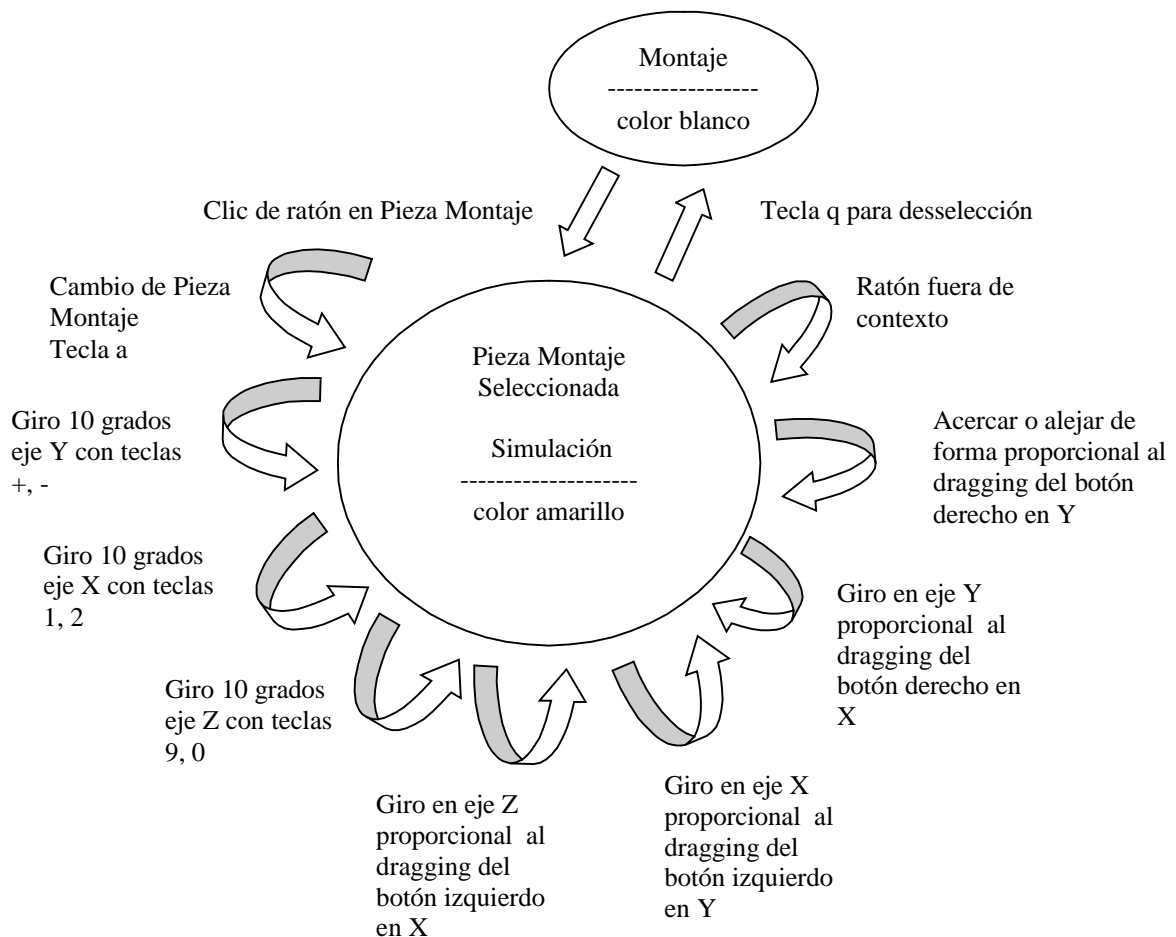 Montaje
-----------------
color blanco
Clic de ratón en Pieza Montaje
Tecla q para desselección
Cambio de Pieza
Montaje
Tecla a
Ratón fuera de
contexto
Pieza Montaje
Seleccionada
Simulación
--------------------
color amarillo
Giro 10 grados
eje Y con teclas
+, -
Acercar o alejar de
forma proporcional al
dragging del botón
derecho en Y
Giro 10 grados
eje X con teclas
1, 2
Giro en eje Y
proporcional al
dragging del
botón derecho en
X
Giro 10 grados
eje Z con teclas
9, 0
Giro en eje Z
proporcional al
dragging del
botón izquierdo
en X
Giro en eje X
proporcional al
dragging del
botón izquierdo
en Y